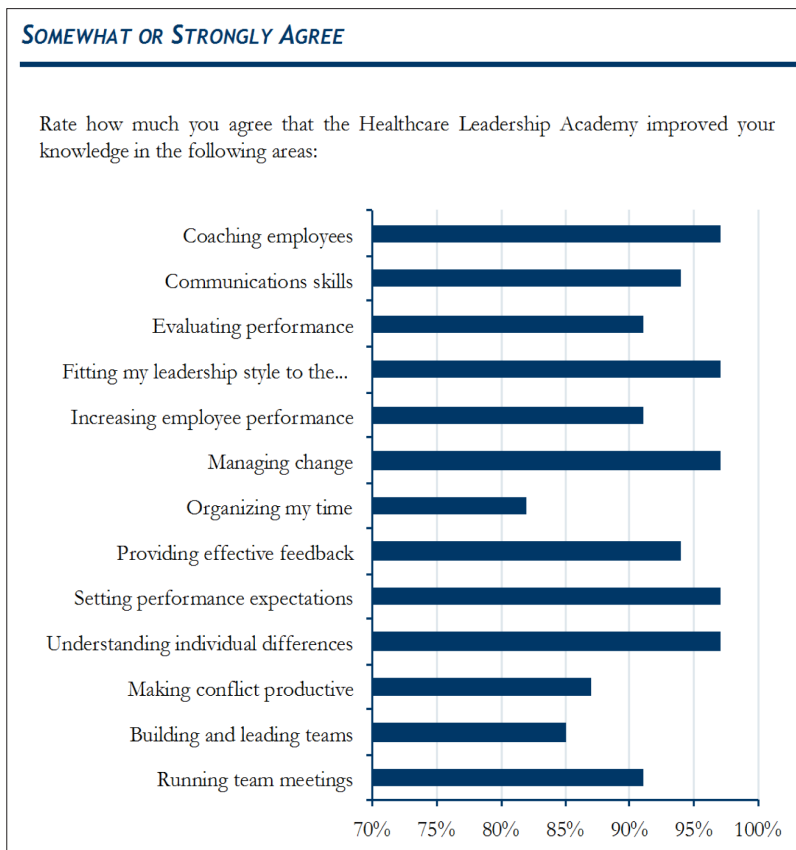 SOMEWHAT OR STRONGLY AGREE
Rate how much you agree that the Healthcare Leadership Academy improved your
knowledge in the following areas:
Coaching employees
Communications skills
Evaluating performance
Fitting my leadership style to the...
Increasing employee performance
Managing change
Organizing my time
Providing effective feedback
Setting performance expectations
Understanding individual differences
Making conflict productive
Building and leading teams
Running team meetings
70% 75% 80% 85% 90% 95% 100%